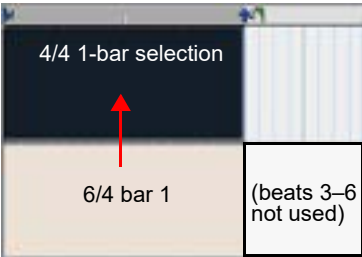 4/4 1-bar selection
6/4 bar 1
(beats 3–6
not used)